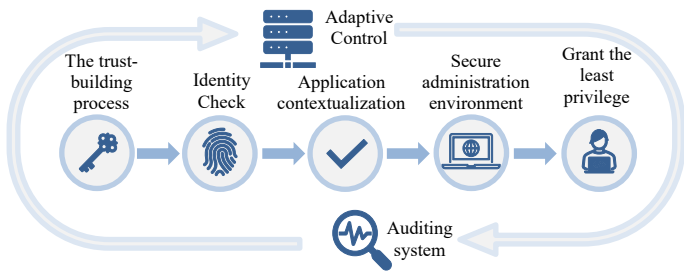 Adaptive
Control
The trust-
building
process
Identity
Check
Application
contextualization
Secure
administration
environment
Grant the
least
privilege
Auditing
system